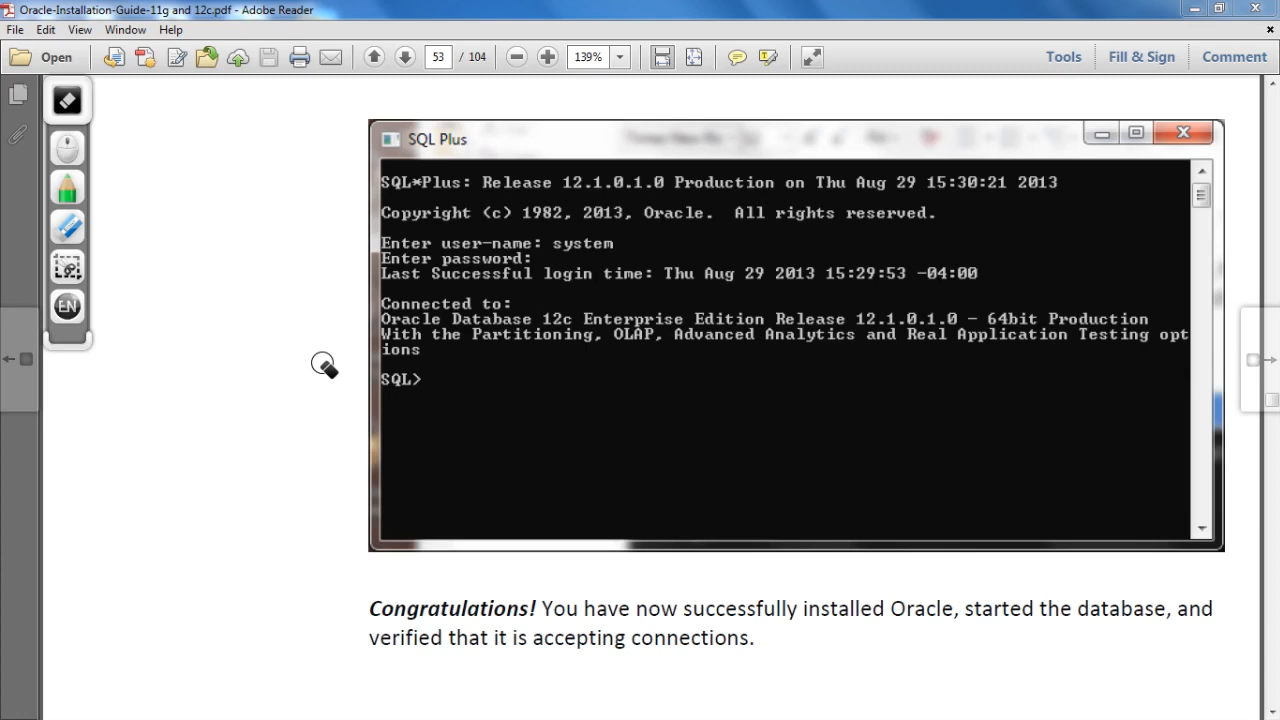 Oracle-Installation-Guide-11g and 12c.pdf - Adobe Reader
File Edit View Window Help
Open 53 / 104 139% Tools Fill & Sign Comment
EN
SQL Plus
SQL*Plus: Release 12.1.0.1.0 Production on Thu Aug 29 15:30:21 2013
Copyright (c) 1982, 2013, Oracle.  All rights reserved.
Enter user-name: system
Enter password:
Last Successful login time: Thu Aug 29 2013 15:29:53 -04:00
Connected to:
Oracle Database 12c Enterprise Edition Release 12.1.0.1.0 - 64bit Production
With the Partitioning, OLAP, Advanced Analytics and Real Application Testing opt
ions
SQL>
Congratulations! You have now successfully installed Oracle, started the database, and
verified that it is accepting connections.